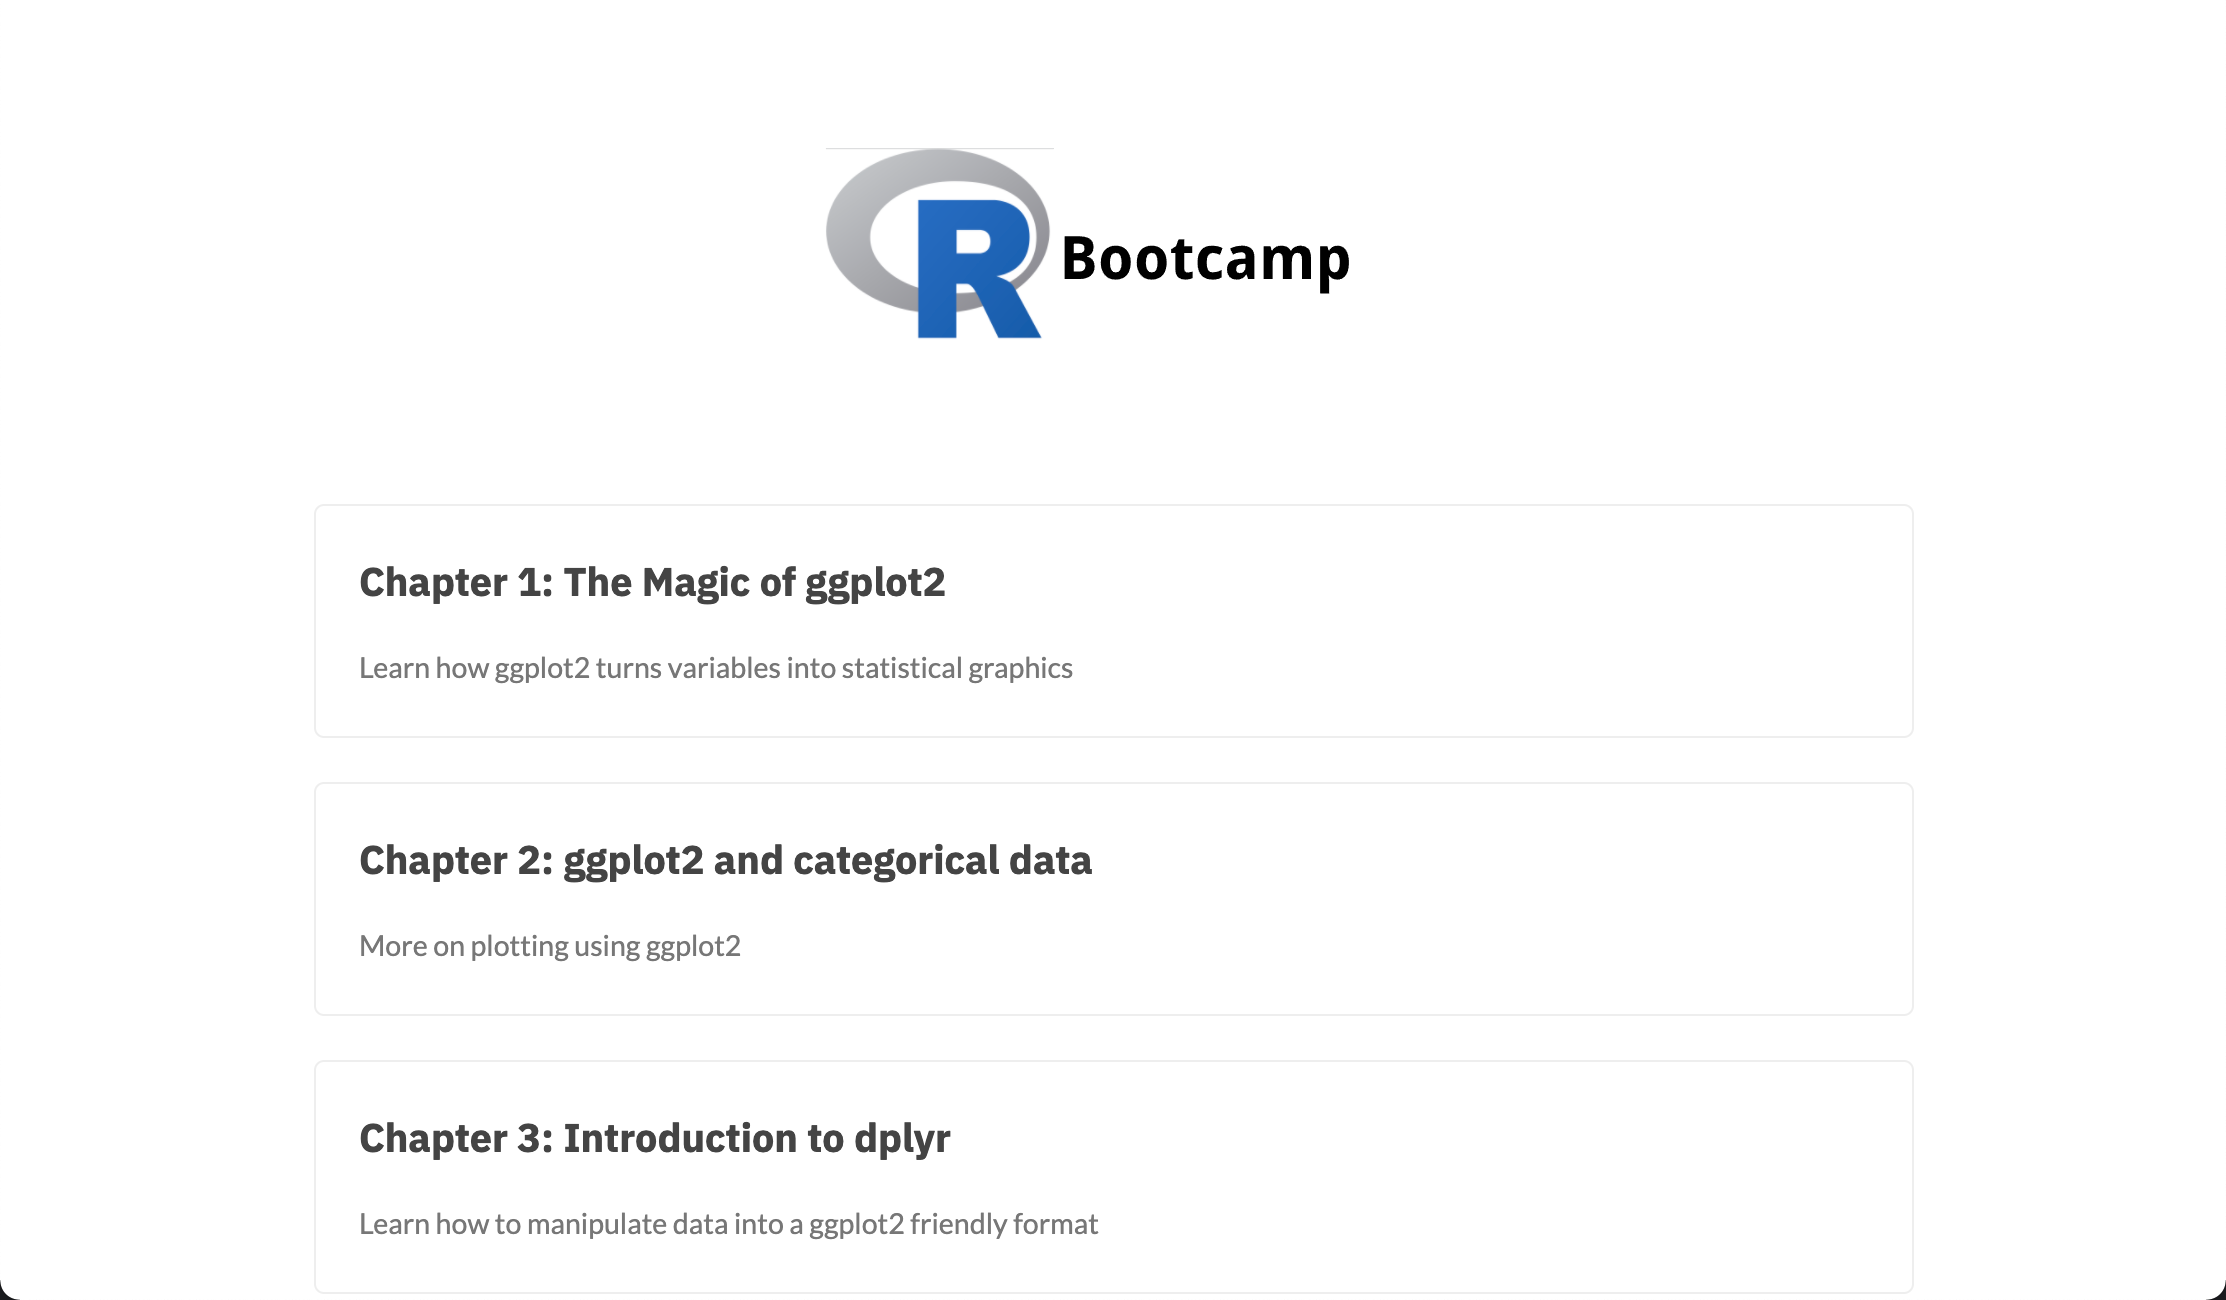 R Bootcamp
Chapter 1: The Magic of ggplot2
Learn how ggplot2 turns variables into statistical graphics
Chapter 2: ggplot2 and categorical data
More on plotting using ggplot2
Chapter 3: Introduction to dplyr
Learn how to manipulate data into a ggplot2 friendly format